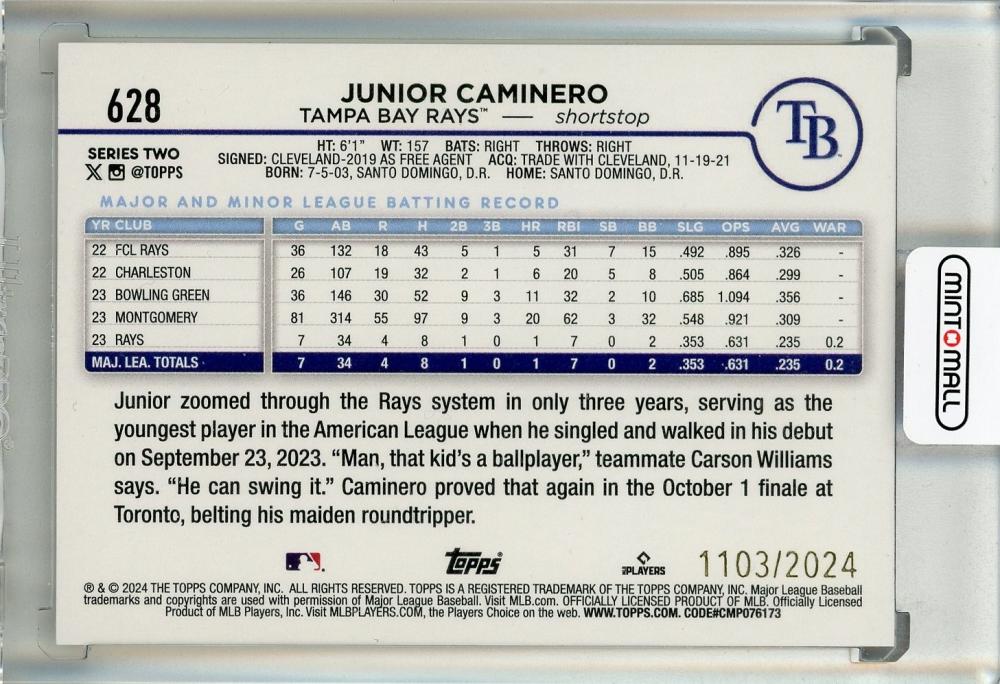 628
JUNIOR CAMINERO
TAMPA BAY RAYS™ — shortstop
TB
SERIES TWO
@TOPPS
HT: 6'1" WT: 157 BATS: RIGHT THROWS: RIGHT
SIGNED: CLEVELAND-2019 AS FREE AGENT ACQ: TRADE WITH CLEVELAND, 11-19-21
BORN: 7-5-03, SANTO DOMINGO, D.R. HOME: SANTO DOMINGO, D.R.
MAJOR AND MINOR LEAGUE BATTING RECORD
YR CLUB G AB R H 2B 3B HR RBI SB BB SLG OPS AVG WAR
22 FCL RAYS 36 132 18 43 5 1 5 31 7 15 .492 .895 .326 -
22 CHARLESTON 26 107 19 32 2 1 6 20 5 8 .505 .864 .299 -
23 BOWLING GREEN 36 146 30 52 9 3 11 32 2 10 .685 1.094 .356 -
23 MONTGOMERY 81 314 55 97 9 3 20 62 3 32 .548 .921 .309 -
23 RAYS 7 34 4 8 1 0 1 7 0 2 .353 .631 .235 0.2
MAJ. LEA. TOTALS 7 34 4 8 1 0 1 7 0 2 .353 .631 .235 0.2
Junior zoomed through the Rays system in only three years, serving as the
youngest player in the American League when he singled and walked in his debut
on September 23, 2023. “Man, that kid's a ballplayer,” teammate Carson Williams
says. “He can swing it.” Caminero proved that again in the October 1 finale at
Toronto, belting his maiden roundtripper.
Topps
PLAYERS
1103/2024
® & © 2024 THE TOPPS COMPANY, INC. ALL RIGHTS RESERVED. TOPPS IS A REGISTERED TRADEMARK OF THE TOPPS COMPANY, INC. Major League Baseball
trademarks and copyrights are used with permission of Major League Baseball. Visit MLB.com. OFFICIALLY LICENSED PRODUCT OF MLB. Officially Licensed
Product of MLB Players, Inc. Visit MLBPLAYERS.COM, the Players Choice on the web. WWW.TOPPS.COM. CODE#CMP076173
MINTOMALL